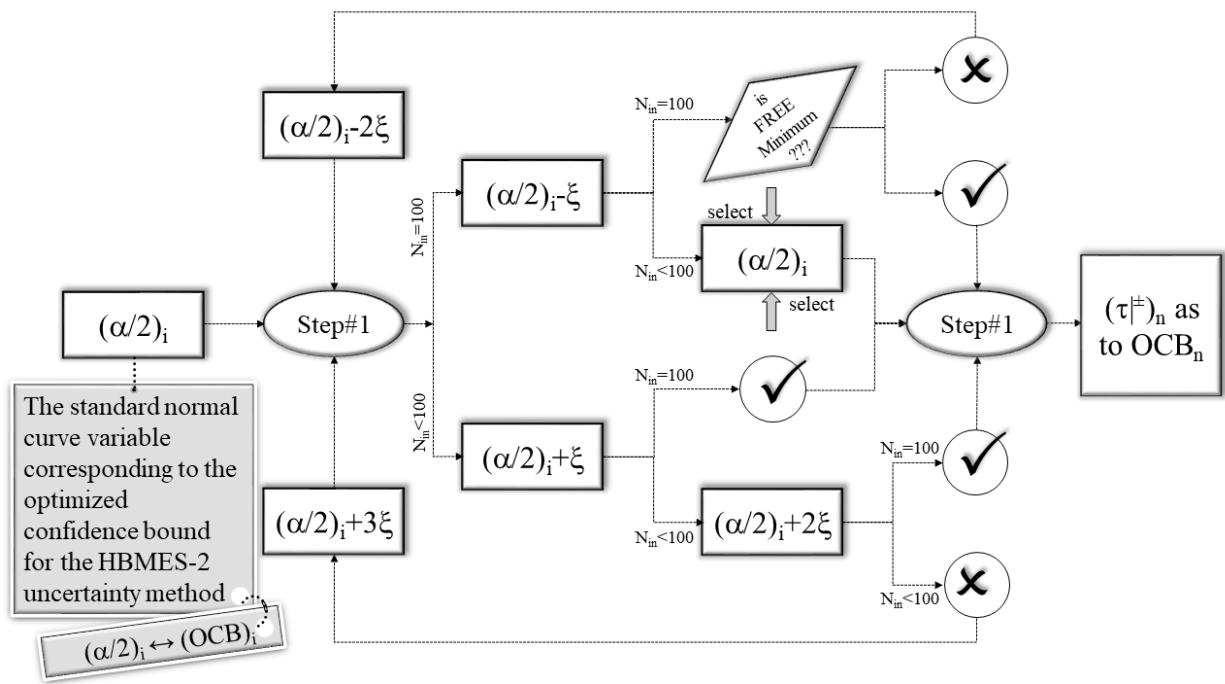 (α/2)ᵢ-2ξ
Nᵢₙ=100
is
FREE
Minimum
???
(α/2)ᵢ-ξ
Nᵢₙ=100
select
Nᵢₙ<100
(α/2)ᵢ
select
(α/2)ᵢ
Step#1
Step#1
(τ|±)ₙ as
to OCBₙ
The standard normal
curve variable
corresponding to the
optimized
confidence bound
for the HBMES-2
uncertainty method
(α/2)ᵢ ↔ (OCB)ᵢ
Nᵢₙ<100
Nᵢₙ=100
(α/2)ᵢ+ξ
(α/2)ᵢ+3ξ
Nᵢₙ<100
(α/2)ᵢ+2ξ
Nᵢₙ=100
Nᵢₙ<100